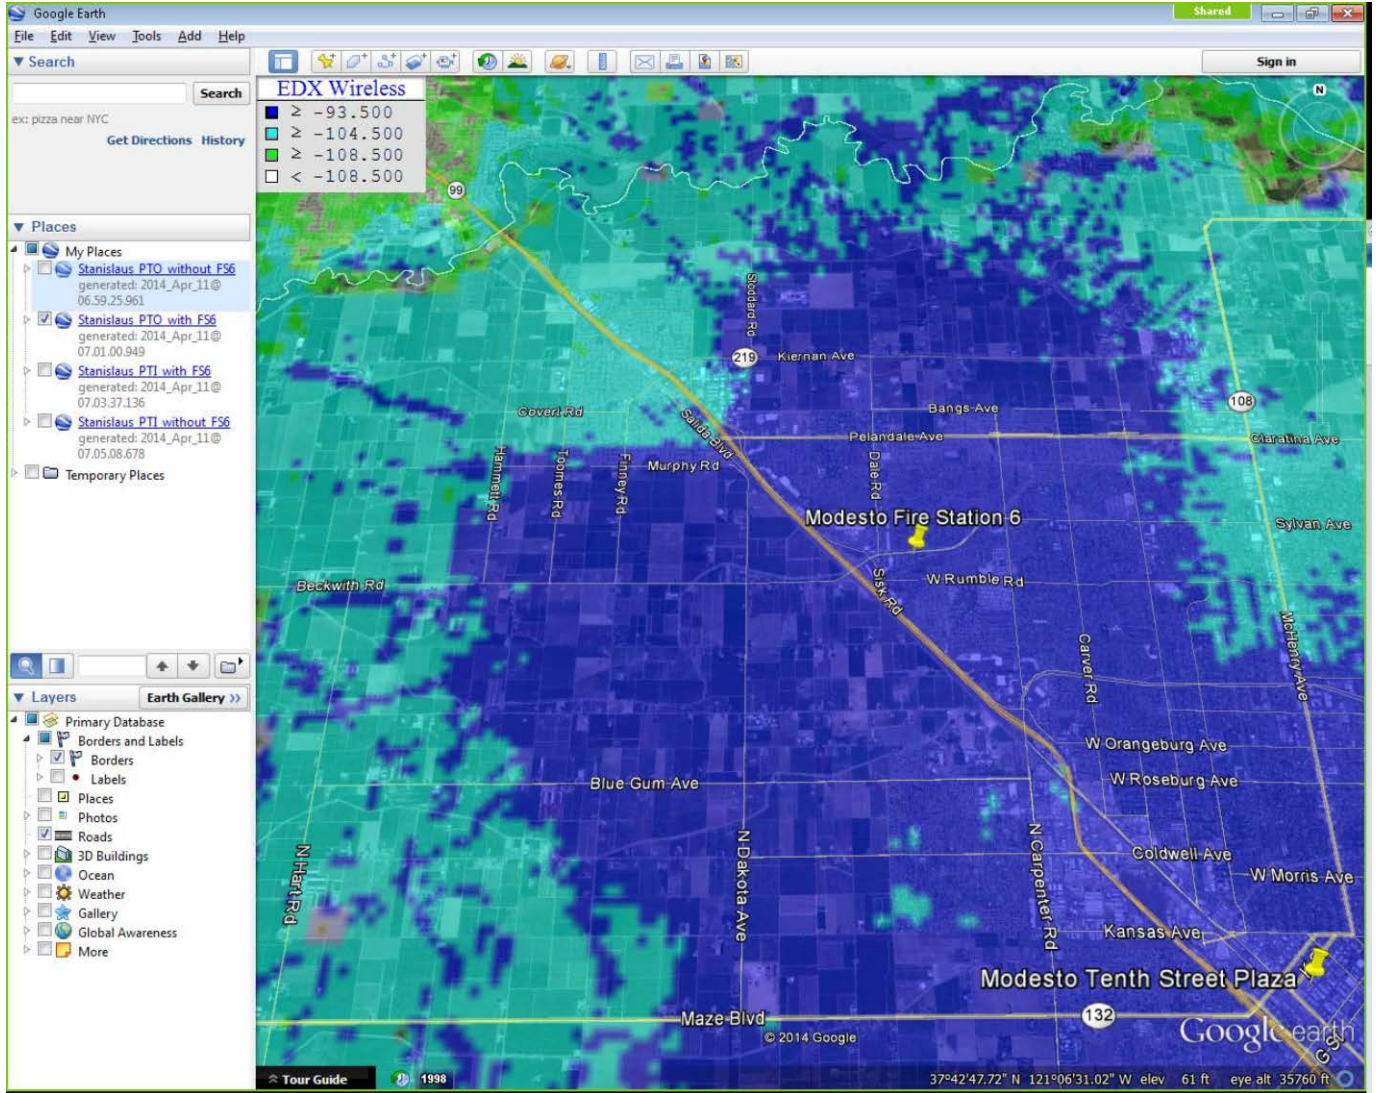 Google Earth
Shared
File Edit View Tools Add Help
Search
Sign in
Search
ex: pizza near NYC
Get Directions History
EDX Wireless
≥ -93.500
≥ -104.500
≥ -108.500
< -108.500
N
99
Places
My Places
Stanislaus PTO without FS6
generated: 2014_Apr_11@
06.59.25.961
Stanislaus PTO with FS6
generated: 2014_Apr_11@
07.01.00.949
Stanislaus PTI with FS6
generated: 2014_Apr_11@
07.03.37.136
Stanislaus PTI without FS6
generated: 2014_Apr_11@
07.05.08.678
Temporary Places
Stoddard Rd
219
Kiernan Ave
108
Covert Rd
Salida Blvd
Bangs Ave
Pelandale Ave
Claratina Ave
Hammett Rd
Toomes Rd
Finney Rd
Murphy Rd
Dale Rd
Modesto Fire Station 6
Sylvan Ave
Beckwith Rd
Sisk Rd
W Rumble Rd
McHenry Ave
Carver Rd
Layers
Earth Gallery >>
Primary Database
Borders and Labels
Borders
Labels
Places
Photos
Roads
3D Buildings
Ocean
Weather
Gallery
Global Awareness
More
W Orangeburg Ave
W Roseburg Ave
Blue Gum Ave
N Hart Rd
N Dakota Ave
N Carpenter Rd
Coldwell Ave
W Morris Ave
Kansas Ave
Modesto Tenth Street Plaza
Maze Blvd
132
© 2014 Google
Google earth
G St
Tour Guide
1998
37°42'47.72" N 121°06'31.02" W elev 61 ft eye alt 35760 ft